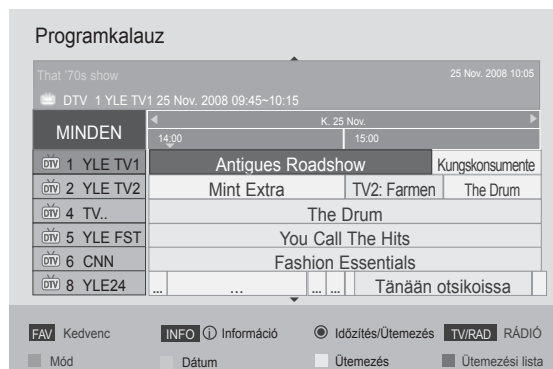 Programkalauz
That '70s show 25 Nov. 2008 10:05
DTV 1 YLE TV1 25 Nov. 2008 09:45~10:15
MINDEN K. 25 Nov.
14:00 15:00
DTV 1 YLE TV1 Antigues Roadshow Kungskonsumente
DTV 2 YLE TV2 Mint Extra TV2: Farmen The Drum
DTV 4 TV.. The Drum
DTV 5 YLE FST You Call The Hits
DTV 6 CNN Fashion Essentials
DTV 8 YLE24 ... ... ... ... Tänään otsikoissa
FAV Kedvenc INFO i Információ Időzítés/Ütemezés TV/RAD RÁDIÓ
Mód Dátum Ütemezés Ütemezési lista